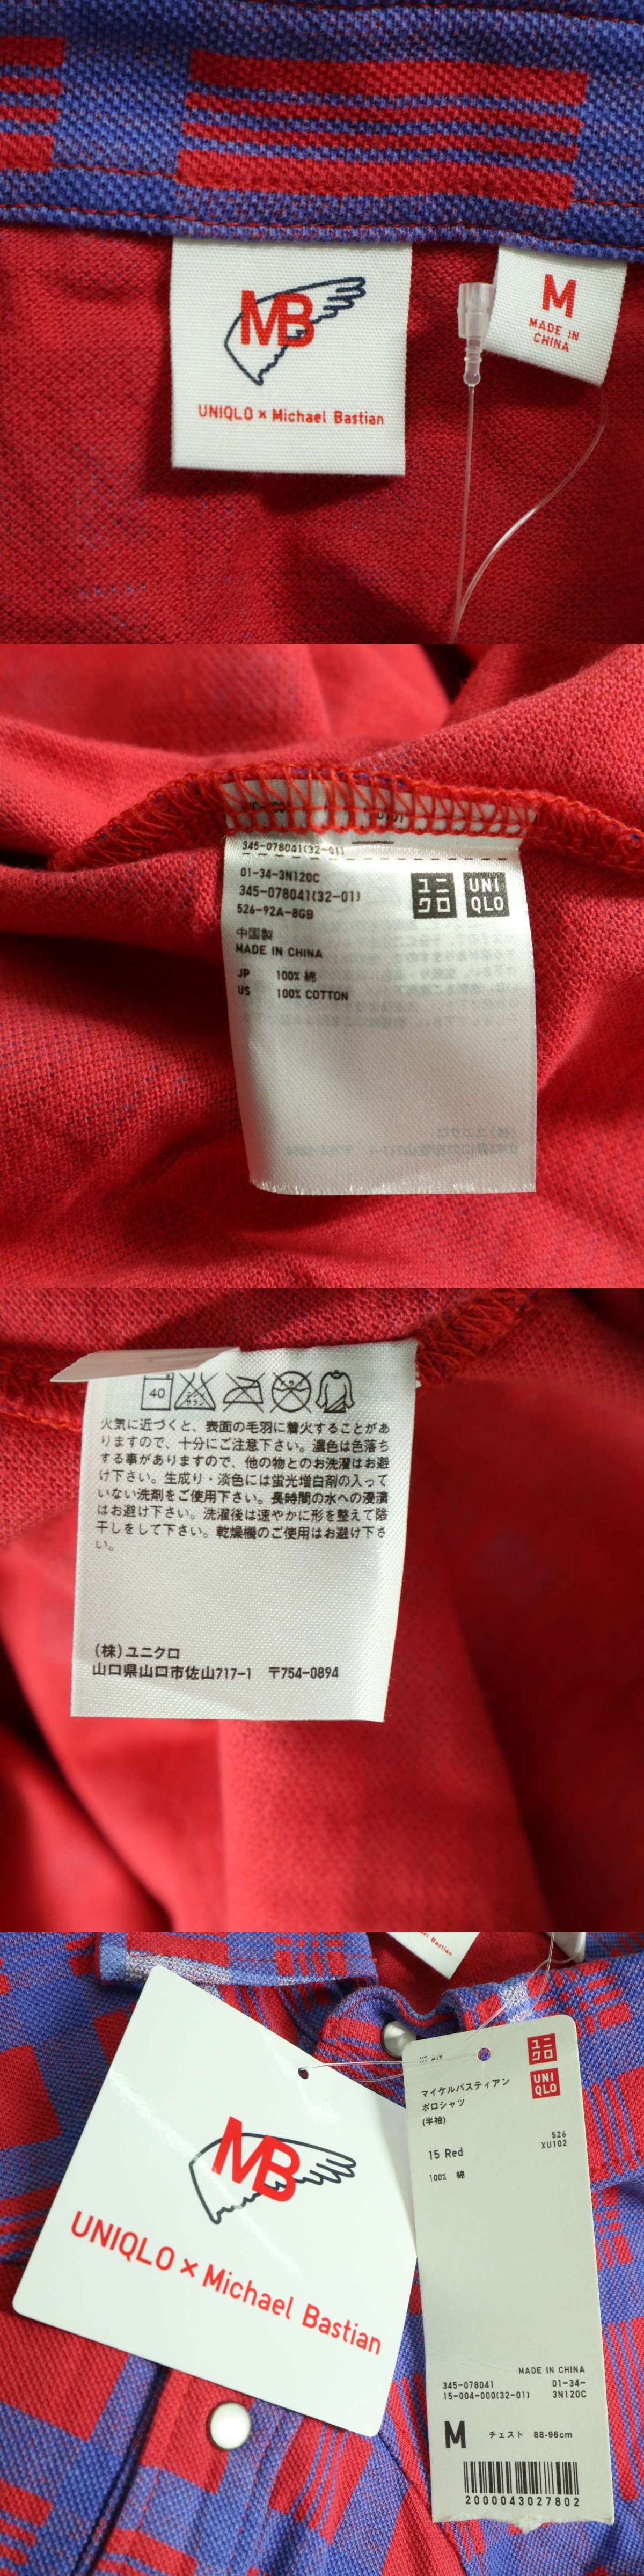 MB
UNIQLO × Michael Bastian
M
MADE IN
CHINA
345-078041(32-01)
01-34-3N120C
345-078041(32-01)
526-92A-8GB
ユニ
クロ
UNI
QLO
中国製
MADE IN CHINA
JP 100% 綿
US 100% COTTON
40
火気に近づくと、表面の毛羽に着火することがあ
りますので、十分にご注意下さい。濃色は色落ち
する事がありますので、他の物とのお洗濯はお避
け下さい。生成り・淡色には蛍光増白剤の入って
いない洗剤をご使用下さい。長時間の水への浸漬
はお避け下さい。洗濯後は速やかに形を整えて陰
干しをして下さい。乾燥機のご使用はお避け下さ
い。
(株)ユニクロ
山口県山口市佐山717-1 〒754-0894
MB
UNIQLO × Michael Bastian
ユニ
クロ
UNI
QLO
マイケルバスティアン
ポロシャツ
(半袖)
526
XU102
15 Red
100% 綿
MADE IN CHINA
345-078041 01-34-
15-004-000(32-01) 3N120C
M チェスト 88-96cm
2000043027802